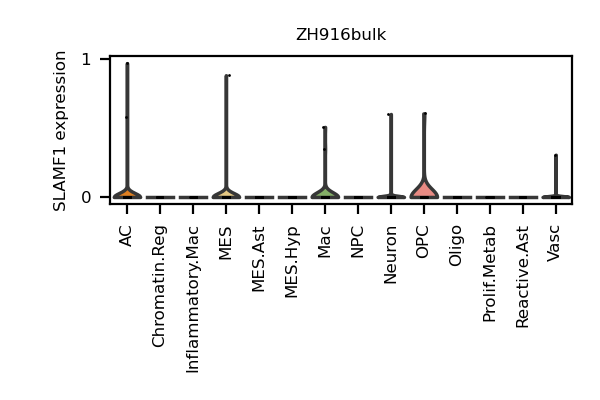 ZH916bulk
SLAMF1 expression
1
0
AC
Chromatin.Reg
Inflammatory.Mac
MES
MES.Ast
MES.Hyp
Mac
NPC
Neuron
OPC
Oligo
Prolif.Metab
Reactive.Ast
Vasc